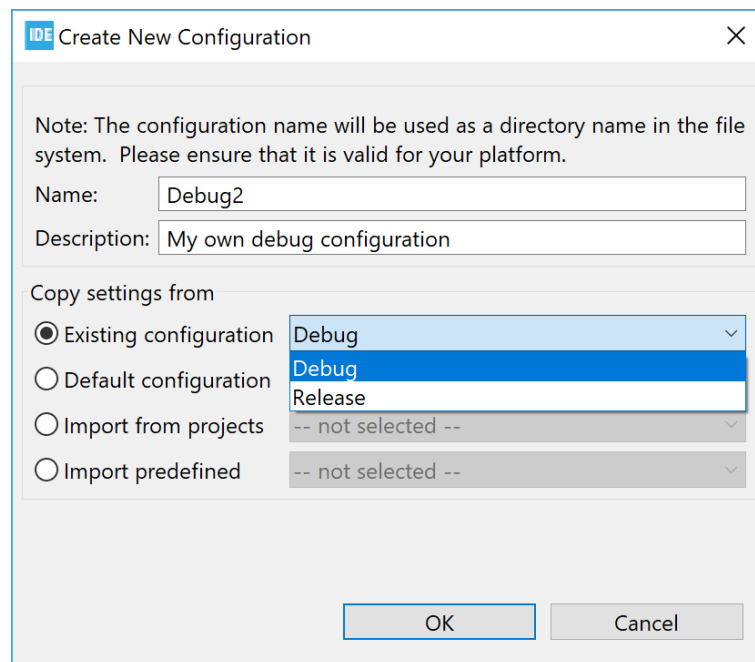 IDE Create New Configuration
Note: The configuration name will be used as a directory name in the file
system.  Please ensure that it is valid for your platform.
Name: Debug2
Description: My own debug configuration
Copy settings from
Existing configuration Debug
Debug
Default configuration
Release
Import from projects -- not selected --
Import predefined -- not selected --
OK Cancel